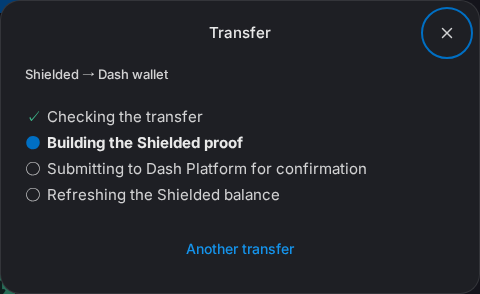 Transfer
Shielded → Dash wallet
✓ Checking the transfer
Building the Shielded proof
Submitting to Dash Platform for confirmation
Refreshing the Shielded balance
Another transfer